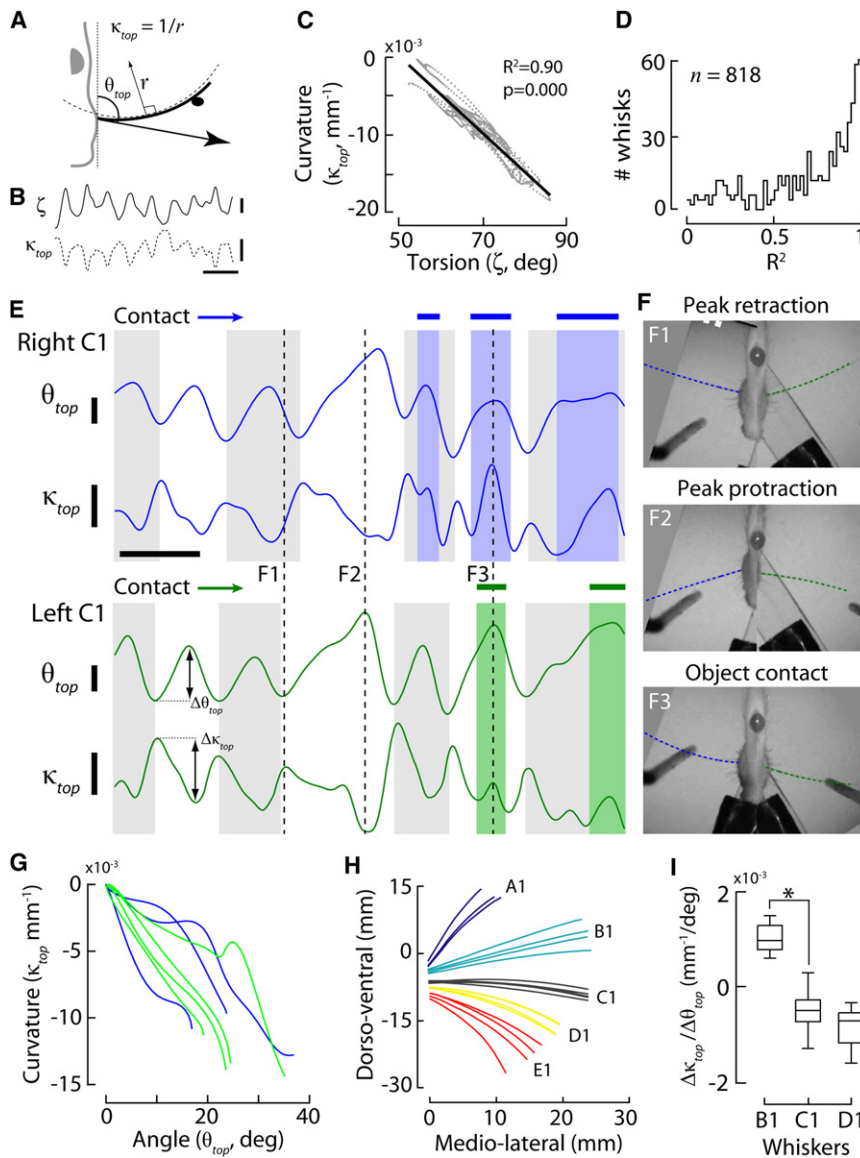 A
κtop = 1/r
θtop
r
B
ζ
κtop
C
×10⁻³
Curvature
(κtop, mm⁻¹)
0
-10
-20
R²=0.90
p=0.000
50
70
90
Torsion (ζ, deg)
D
# whisks
60
30
0
n = 818
0
0.5
1
R²
E
Contact
Right C1
θtop
κtop
Contact
F1
F2
F3
Left C1
θtop
Δθtop
Δκtop
κtop
F
Peak retraction
F1
Peak protraction
F2
Object contact
F3
G
×10⁻³
Curvature (κtop mm⁻¹)
0
-5
-10
-15
0
20
40
Angle (θtop, deg)
H
Dorso-ventral (mm)
15
0
-15
-30
A1
B1
C1
D1
E1
0
10
20
30
Medio-lateral (mm)
I
×10⁻³
Δκtop/Δθtop (mm⁻¹/deg)
2
0
-2
*
B1 C1 D1
Whiskers